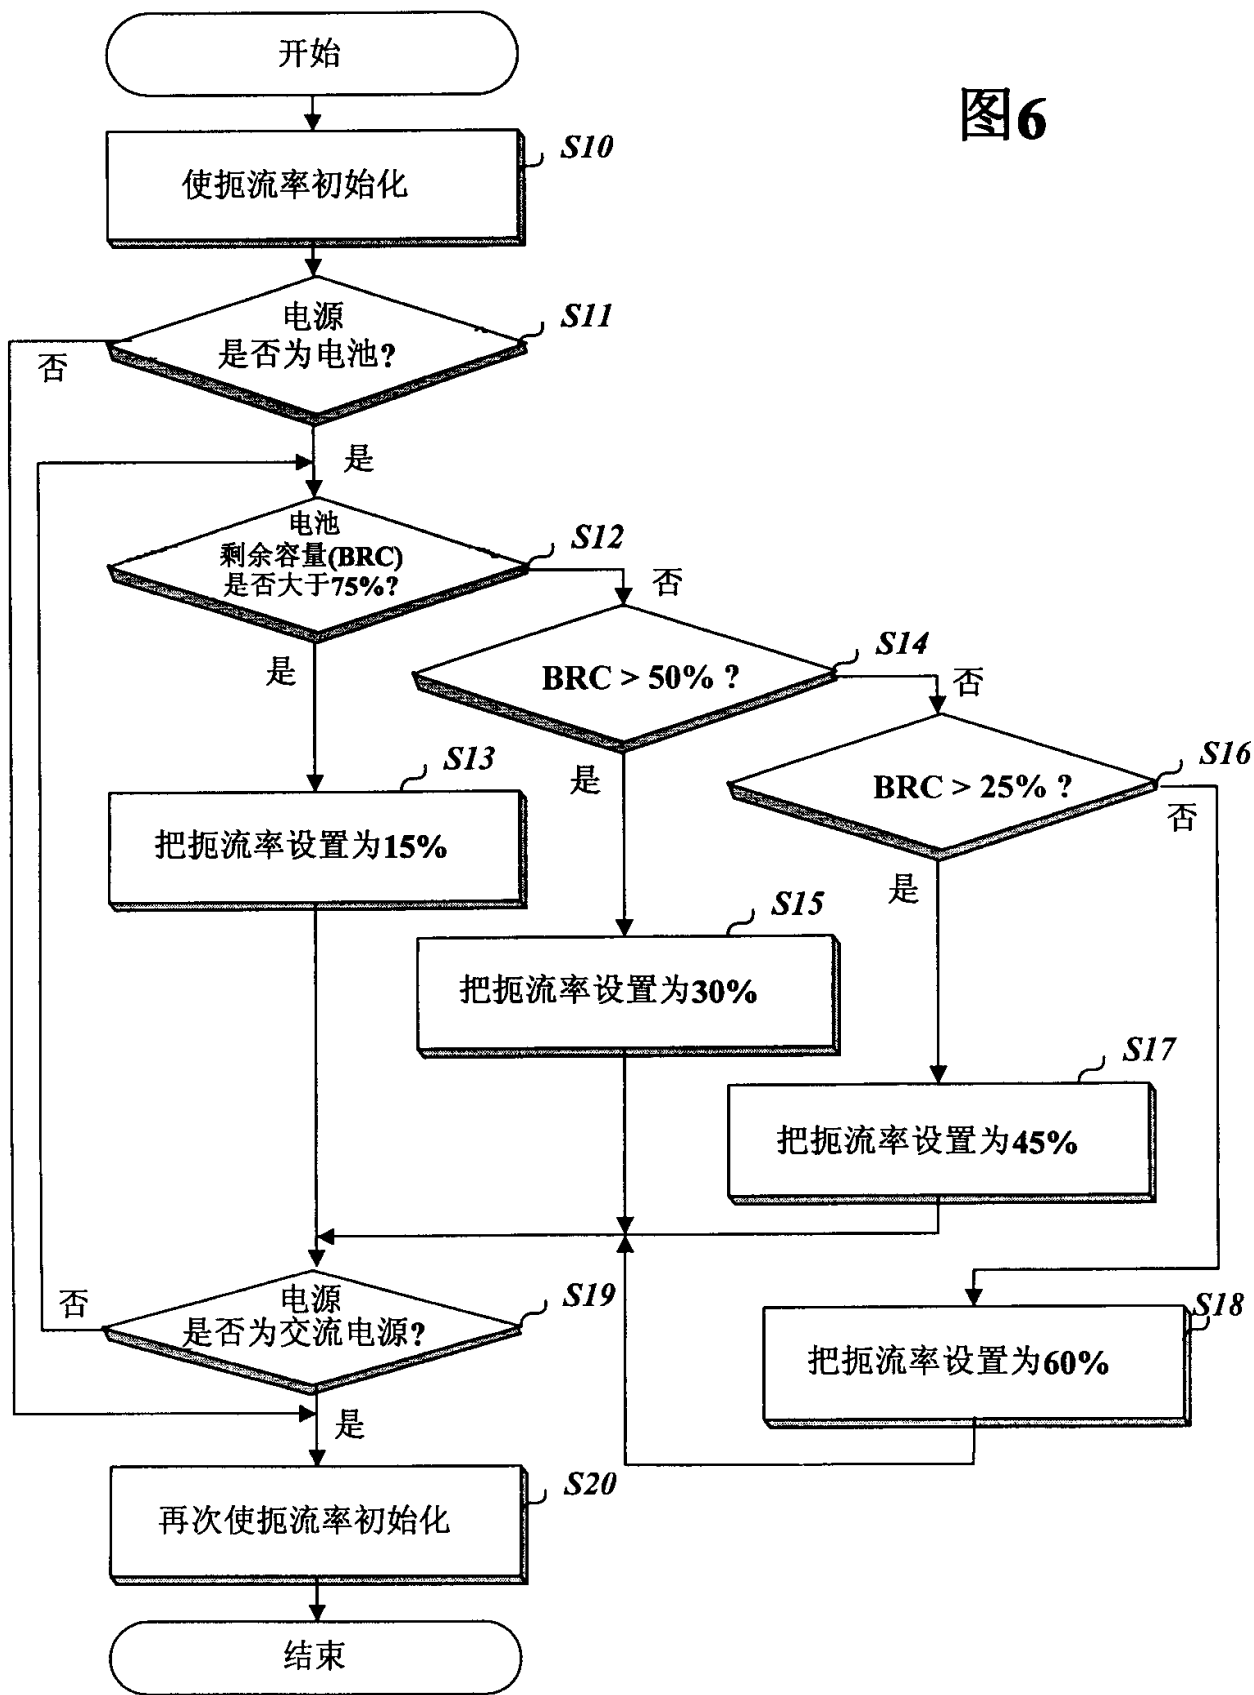 开始
图6
S10
使扼流率初始化
S11
电源
是否为电池?
否
是
S12
电池
剩余容量(BRC)
是否大于75%?
否
是
S14
BRC > 50% ?
否
是
S16
BRC > 25% ?
否
是
S13
把扼流率设置为15%
S15
把扼流率设置为30%
S17
把扼流率设置为45%
S18
把扼流率设置为60%
S19
电源
是否为交流电源?
否
是
S20
再次使扼流率初始化
结束